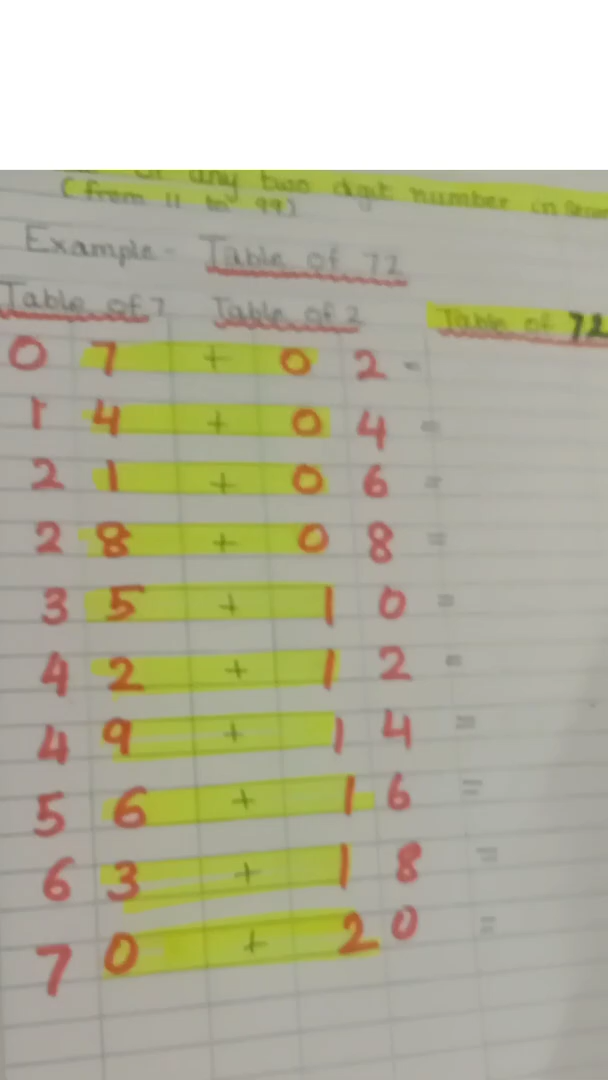 of any two digit number in
(from 11 to 99)
Example - Table of 72
Table of 7 Table of 2 Table of 72
0 7 + 0 2 -
1 4 + 0 4 =
2 1 + 0 6 =
2 8 + 0 8 =
3 5 + 1 0 =
4 2 + 1 2 =
4 9 + 1 4 =
5 6 + 1 6 =
6 3 + 1 8 =
7 0 + 2 0 =